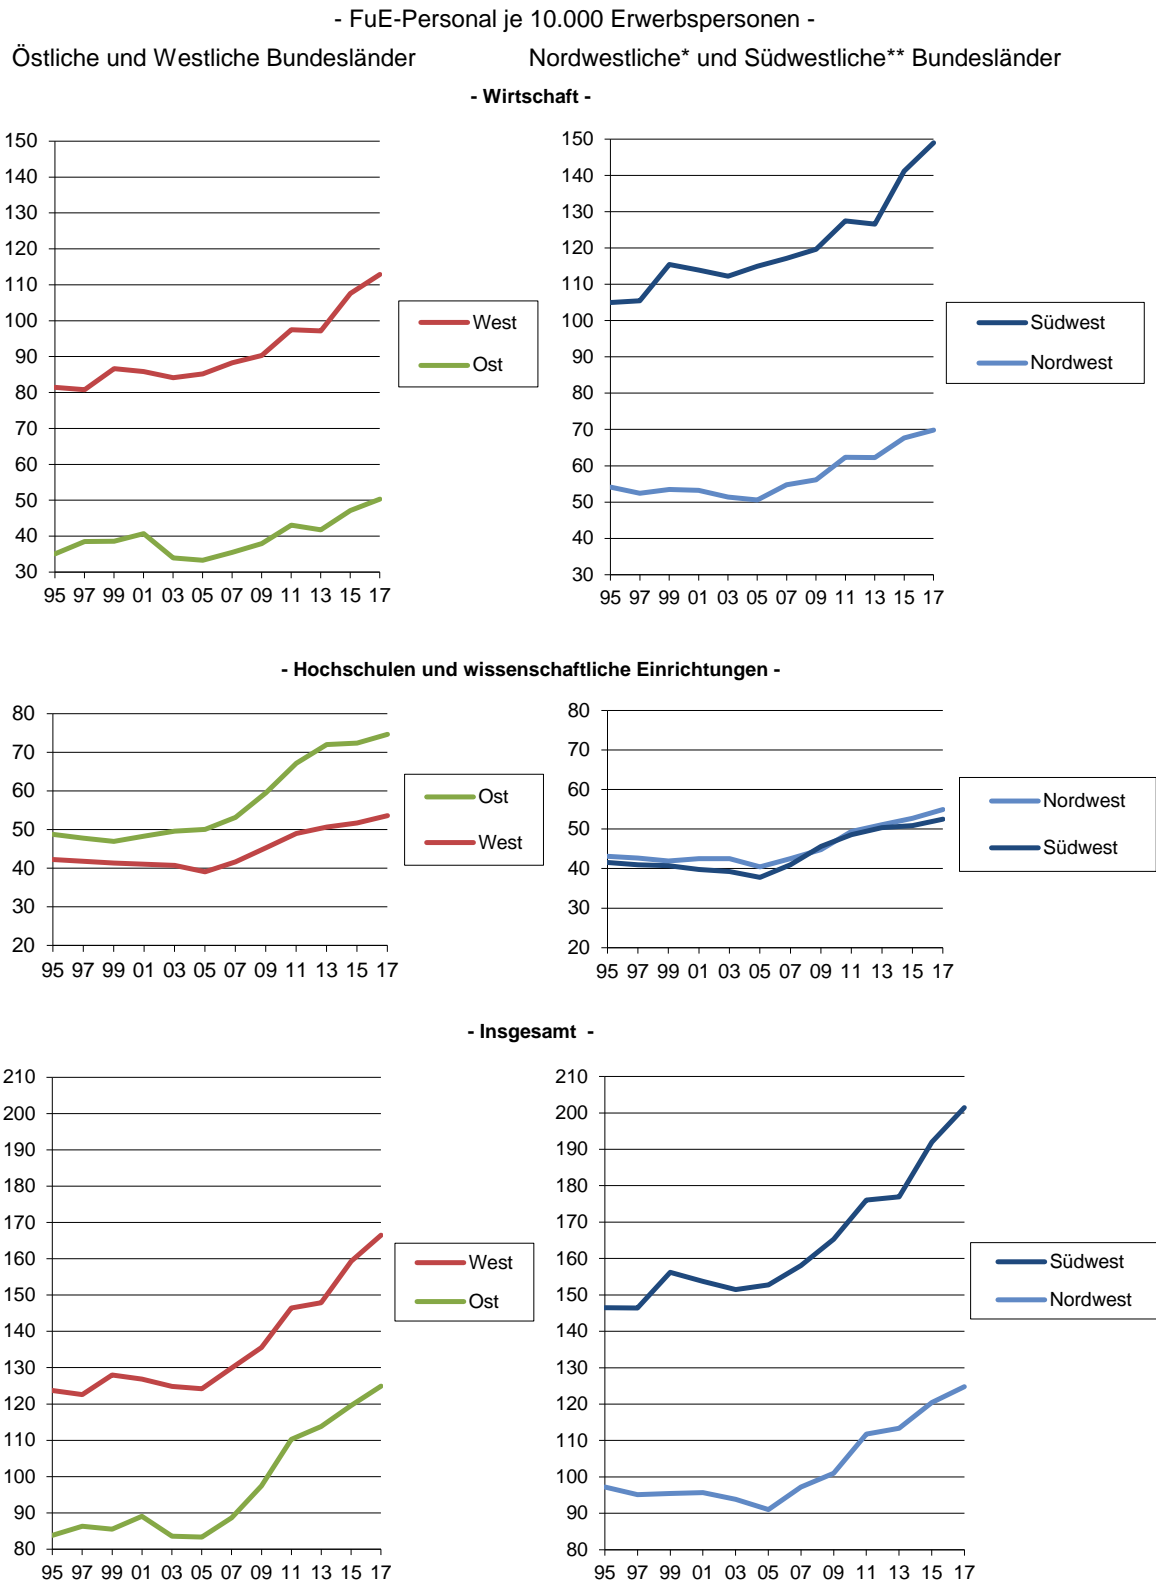 - FuE-Personal je 10.000 Erwerbspersonen -
Östliche und Westliche Bundesländer
Nordwestliche* und Südwestliche** Bundesländer
- Wirtschaft -
150
140
130
120
110
100
90
80
70
60
50
40
30
95 97 99 01 03 05 07 09 11 13 15 17
West
Ost
150
140
130
120
110
100
90
80
70
60
50
40
30
95 97 99 01 03 05 07 09 11 13 15 17
Südwest
Nordwest
- Hochschulen und wissenschaftliche Einrichtungen -
80
70
60
50
40
30
20
95 97 99 01 03 05 07 09 11 13 15 17
Ost
West
80
70
60
50
40
30
20
95 97 99 01 03 05 07 09 11 13 15 17
Nordwest
Südwest
- Insgesamt -
210
200
190
180
170
160
150
140
130
120
110
100
90
80
95 97 99 01 03 05 07 09 11 13 15 17
West
Ost
210
200
190
180
170
160
150
140
130
120
110
100
90
80
95 97 99 01 03 05 07 09 11 13 15 17
Südwest
Nordwest